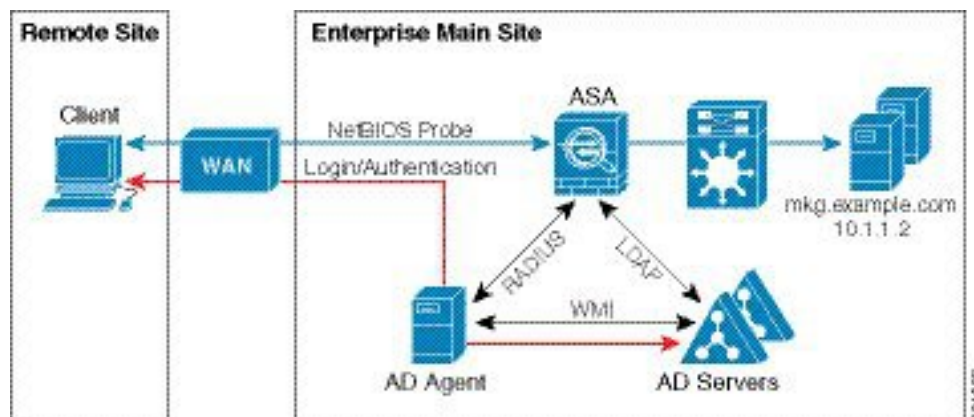 Remote Site
Enterprise Main Site
Client
ASA
NetBIOS Probe
WAN
Login/Authentication
mkg.example.com
10.1.1.2
RADIUS
LDAP
WMI
AD Agent
AD Servers